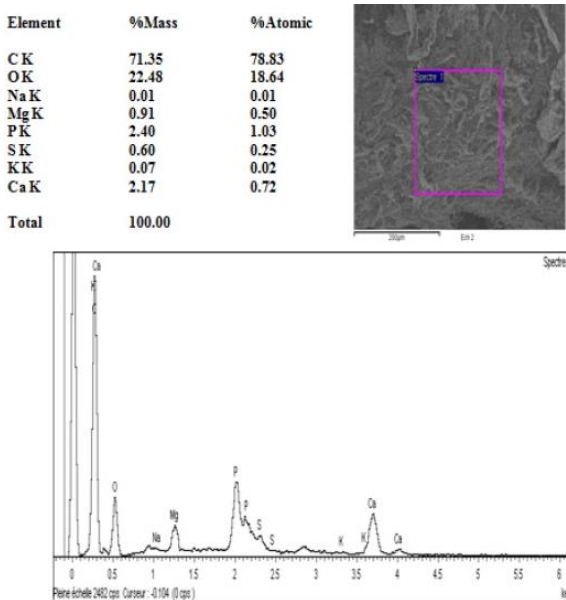 Element %Mass %Atomic
C K 71.35 78.83
O K 22.48 18.64
Na K 0.01 0.01
Mg K 0.91 0.50
P K 2.40 1.03
S K 0.60 0.25
K K 0.07 0.02
Ca K 2.17 0.72
Total 100.00
Spectre 1
200µm Ecm 2
Spectre
Ca
K
C
O
Na
Mg
P
P
S
S
K
K
Ca
Ca
0 0.5 1 1.5 2 2.5 3 3.5 4 4.5 5 5.5 6
Pleine échelle 2482 cps Curseur : -0.104 (0 cps)
ke